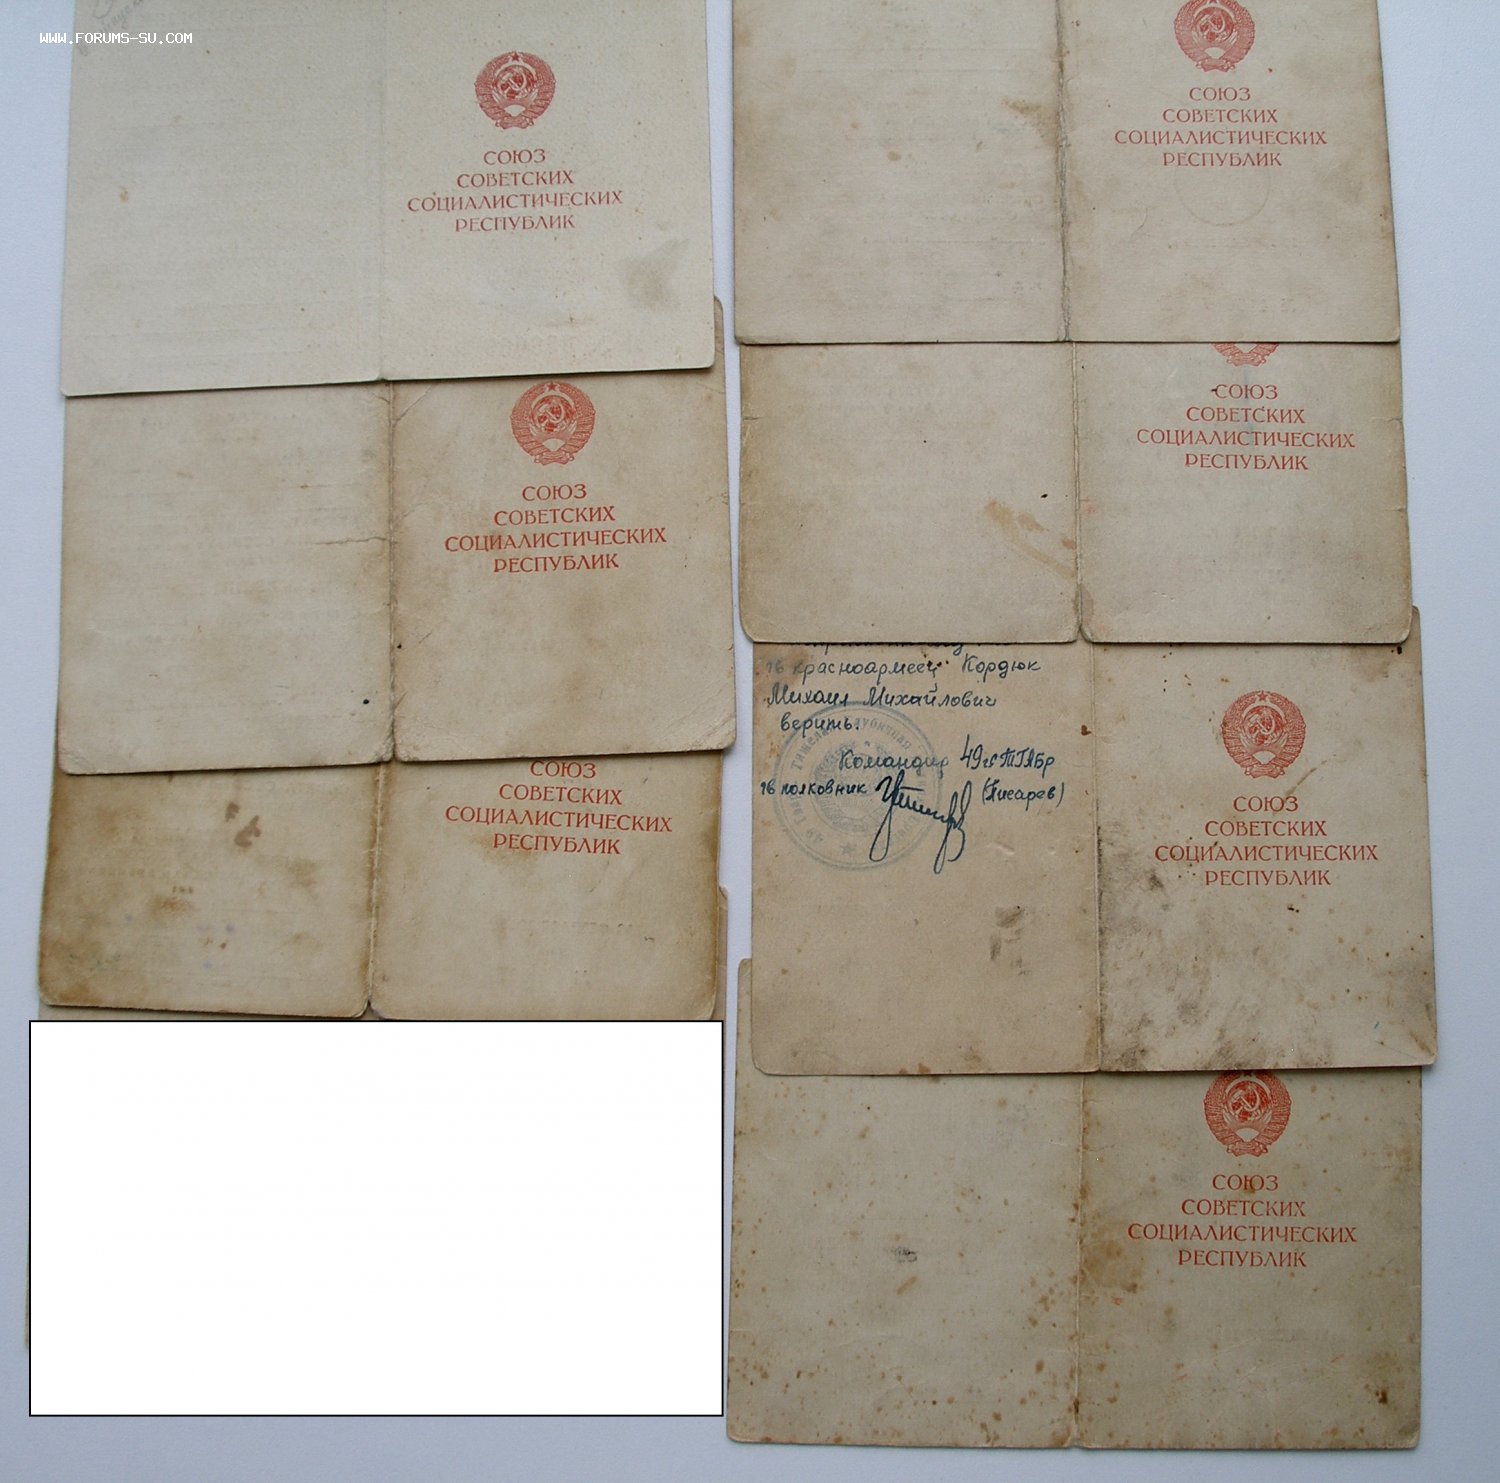 WWW.FORUMS-SU.COM
СОЮЗ
СОВЕТСКИХ
СОЦИАЛИСТИЧЕСКИХ
РЕСПУБЛИК
СОЮЗ
СОВЕТСКИХ
СОЦИАЛИСТИЧЕСКИХ
РЕСПУБЛИК
СОЮЗ
СОВЕТСКИХ
СОЦИАЛИСТИЧЕСКИХ
РЕСПУБЛИК
СОЮЗ
СОВЕТСКИХ
СОЦИАЛИСТИЧЕСКИХ
РЕСПУБЛИК
СОЮЗ
СОВЕТСКИХ
СОЦИАЛИСТИЧЕСКИХ
РЕСПУБЛИК
гв красноармеец Кордюк
Михаил Михайлович
верить.
Командир 49 гв ТГАБр
гв полковник (Писарев)
СОЮЗ
СОВЕТСКИХ
СОЦИАЛИСТИЧЕСКИХ
РЕСПУБЛИК
СОЮЗ
СОВЕТСКИХ
СОЦИАЛИСТИЧЕСКИХ
РЕСПУБЛИК